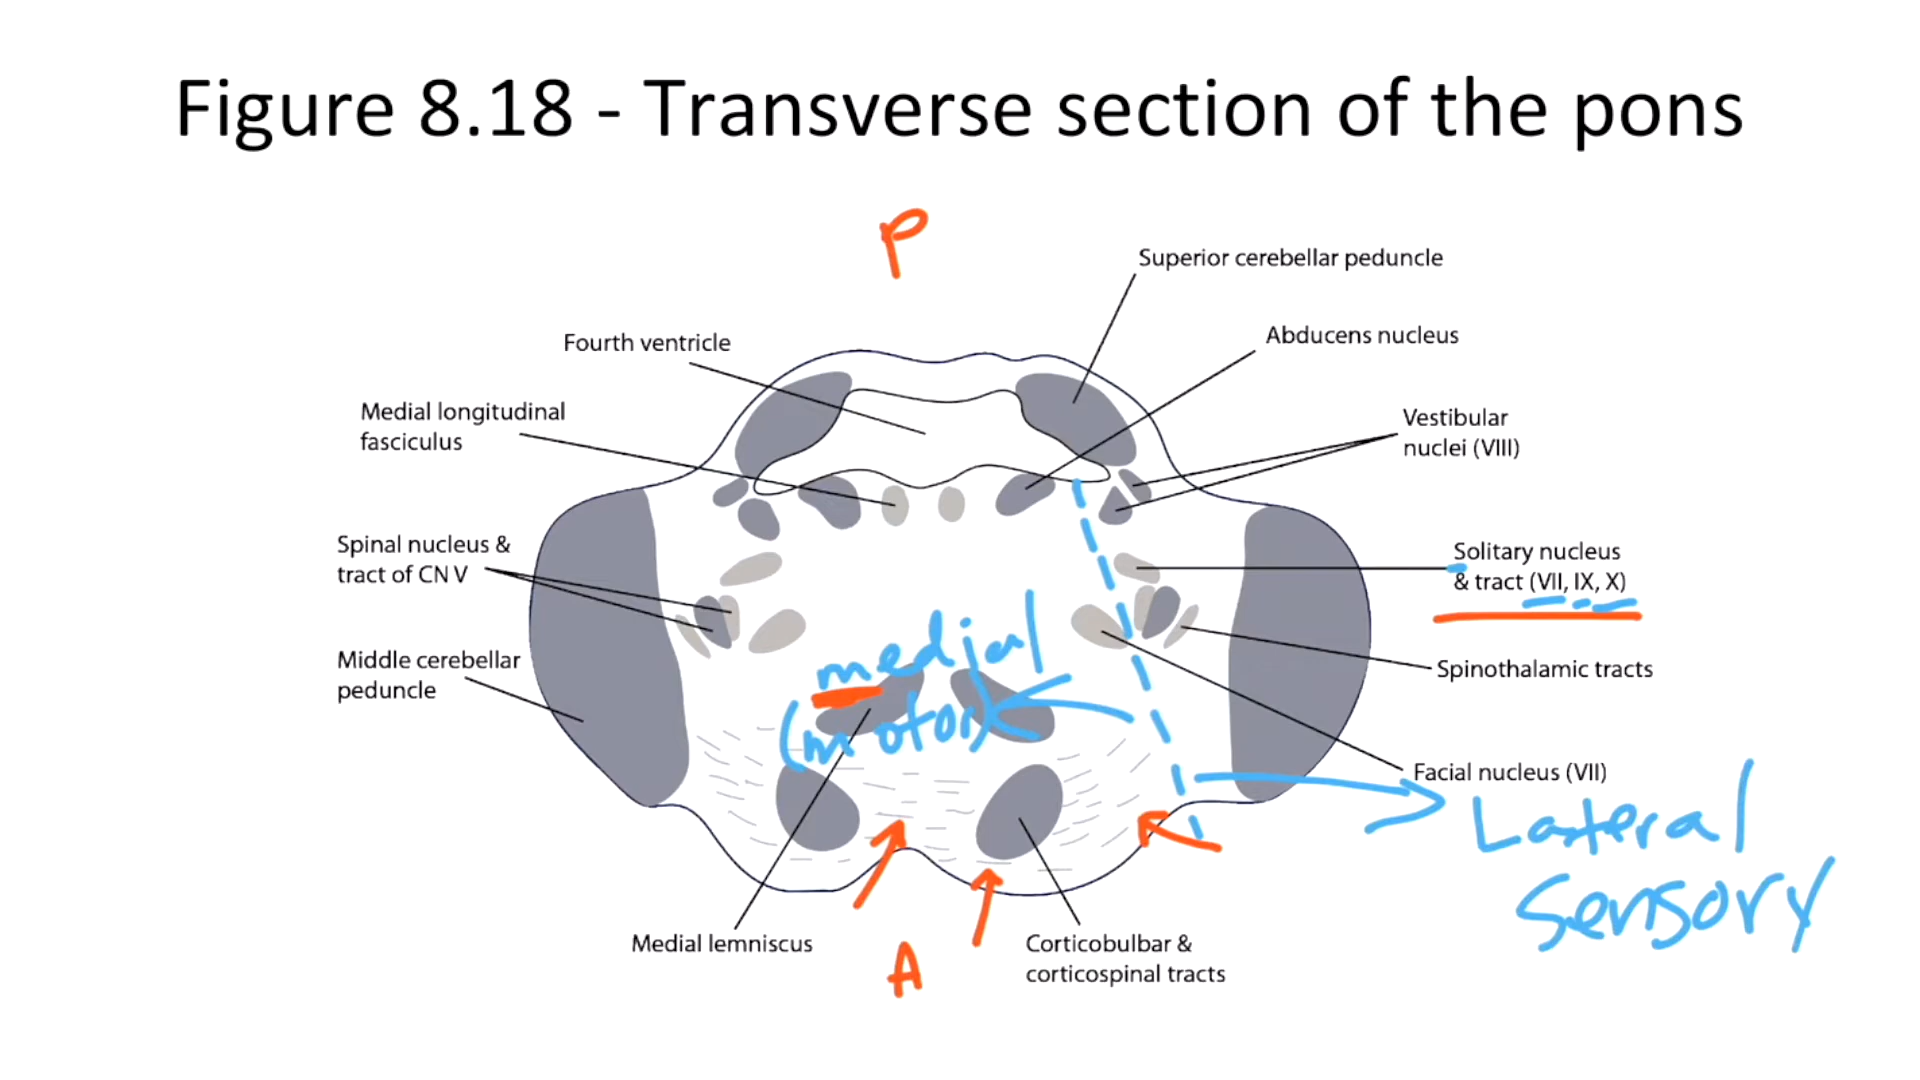 Figure 8.18 - Transverse section of the pons
P
Superior cerebellar peduncle
Fourth ventricle
Abducens nucleus
Medial longitudinal
fasciculus
Vestibular
nuclei (VIII)
Spinal nucleus &
tract of CN V
Solitary nucleus
& tract (VII, IX, X)
Middle cerebellar
peduncle
medial
(motor)
Spinothalamic tracts
Facial nucleus (VII)
Lateral
Sensory
Medial lemniscus
A
Corticobulbar &
corticospinal tracts